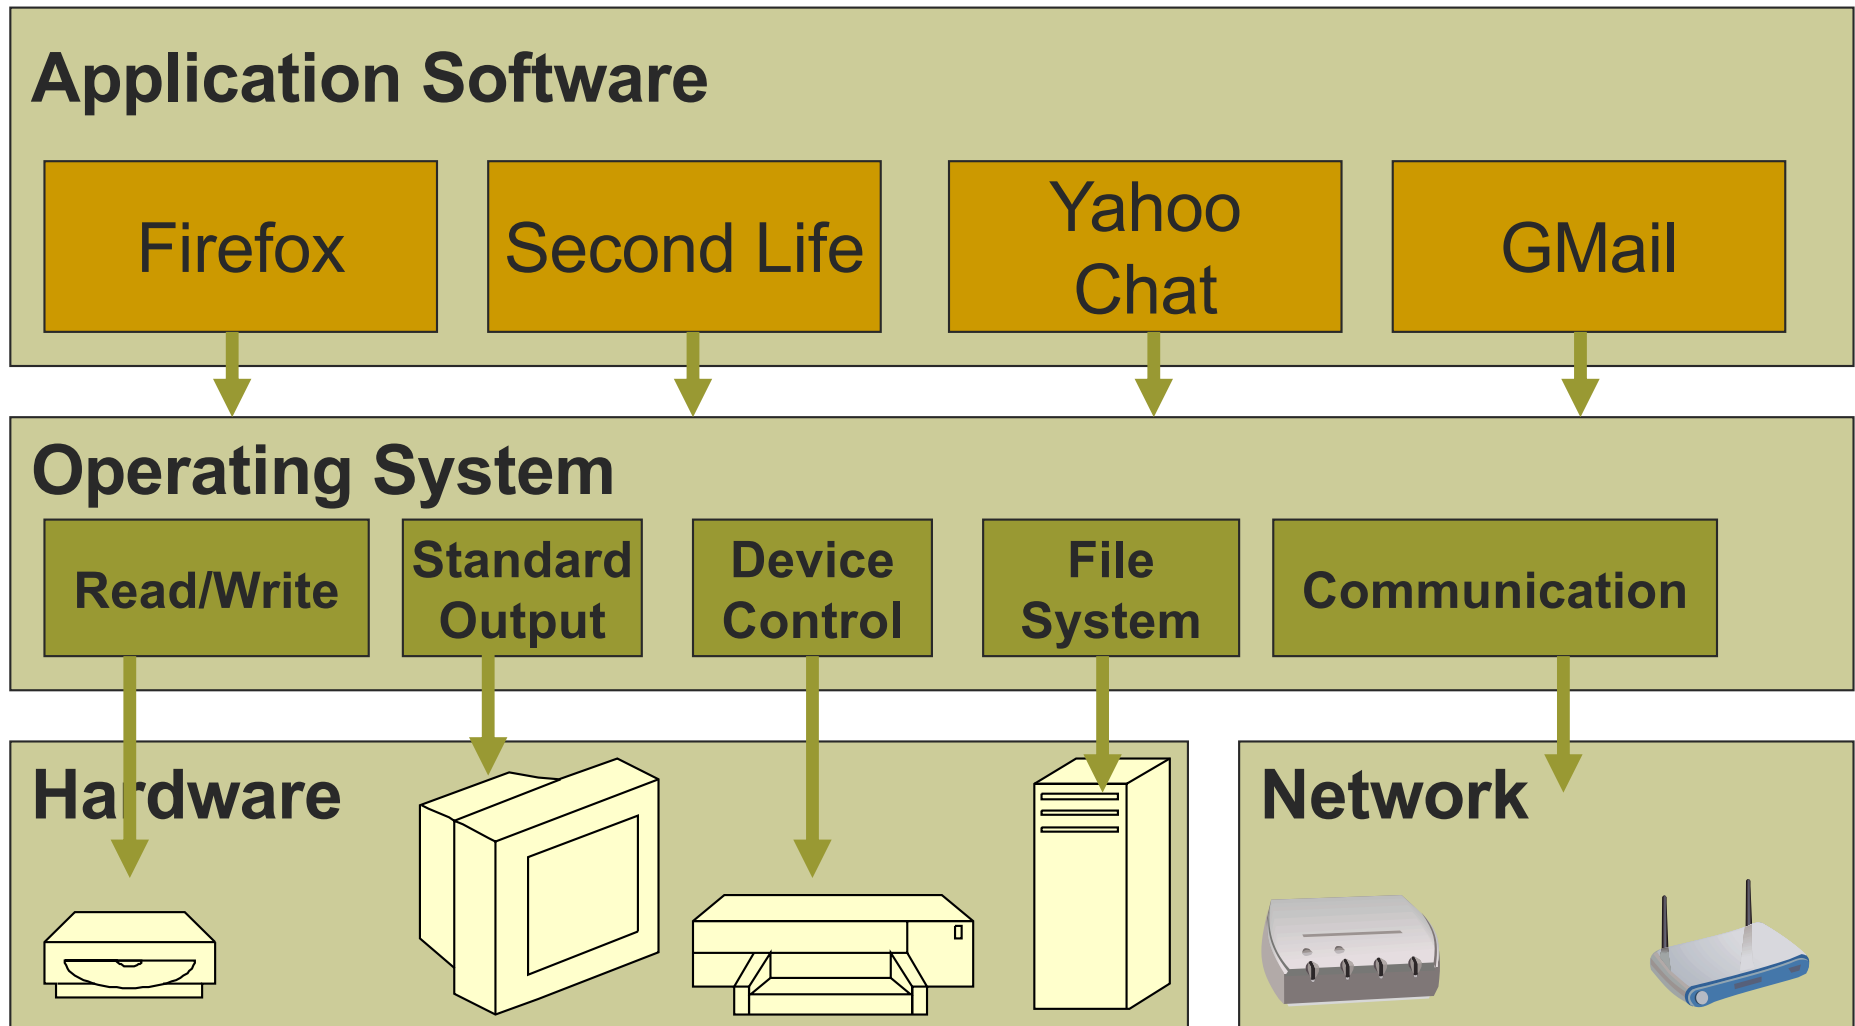 Application Software
Firefox
Second Life
Yahoo
Chat
GMail
Operating System
Read/Write
Standard
Output
Device
Control
File
System
Communication
Hardware
Network